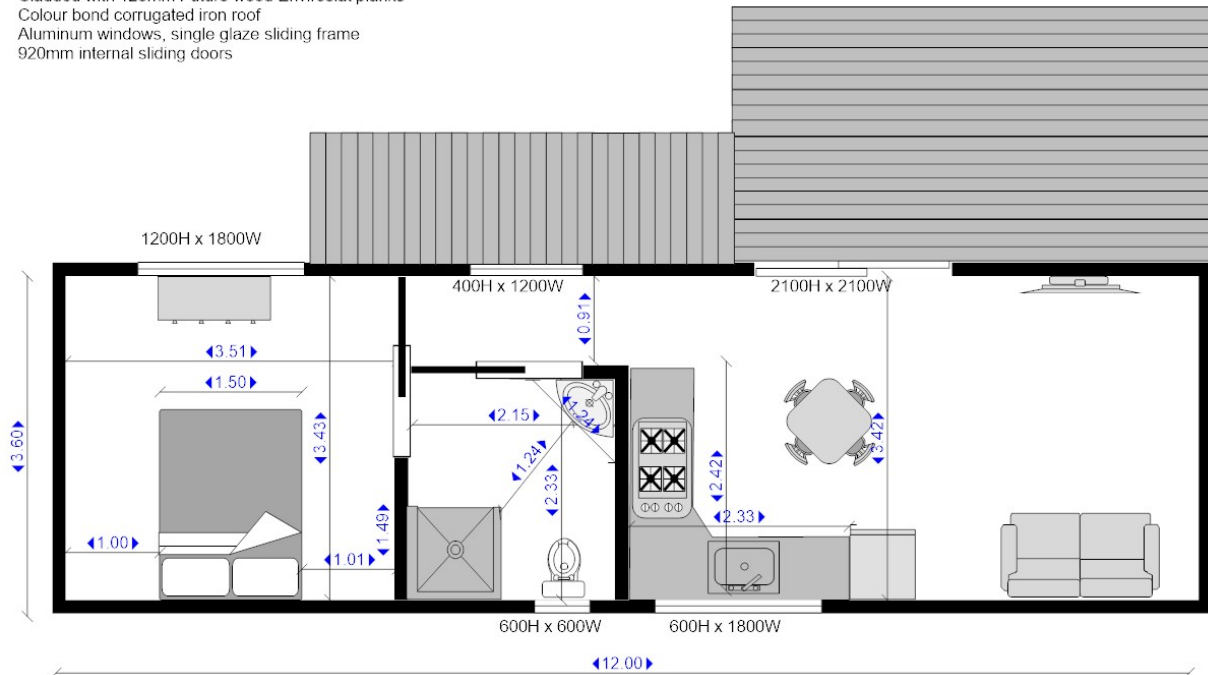 Colour bond corrugated iron roof
Aluminum windows, single glaze sliding frame
920mm internal sliding doors
1200H x 1800W
400H x 1200W
2100H x 2100W
0.91
3.51
1.50
2.15
1.24
3.60
3.43
1.24
3.42
2.42
2.33
2.33
1.49
1.00
1.01
600H x 600W
600H x 1800W
12.00